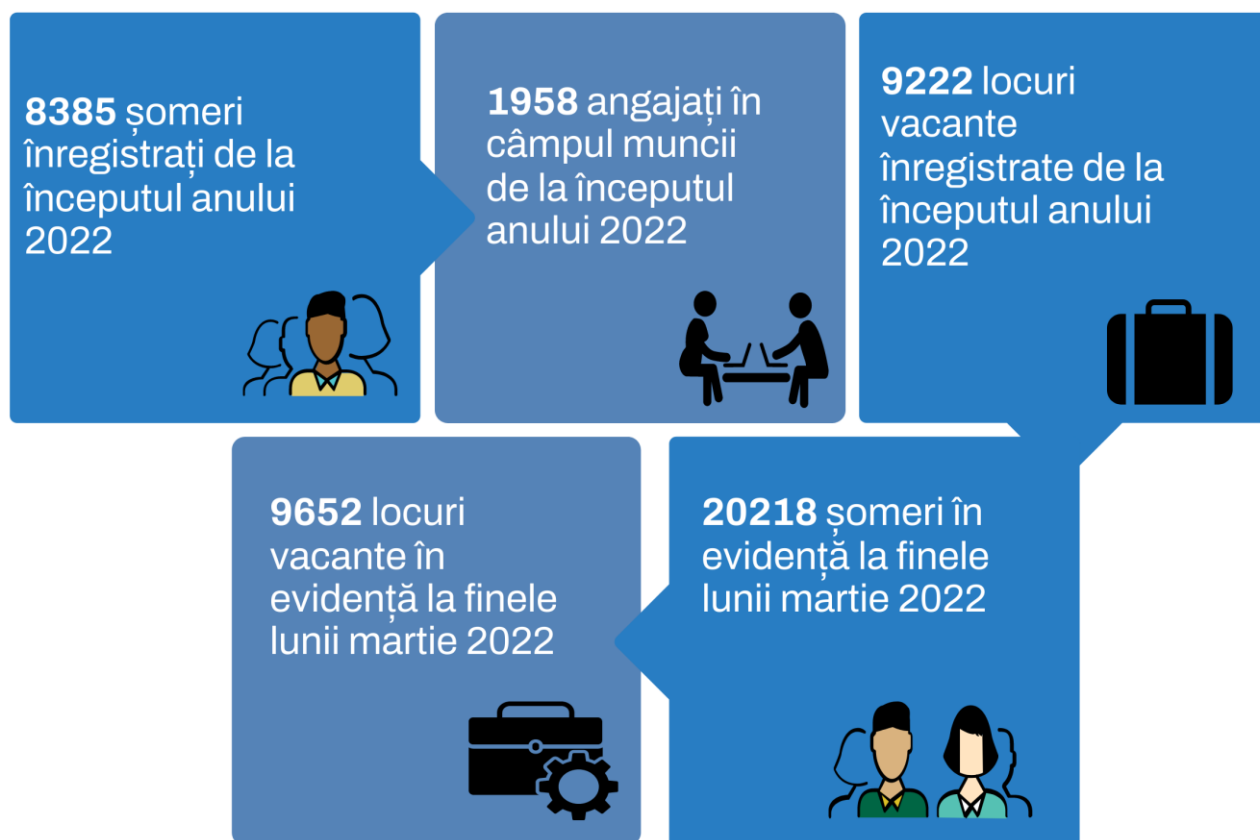 8385 șomeri
înregistrați de la
începutul anului
2022
1958 angajați în
câmpul muncii
de la începutul
anului 2022
9222 locuri
vacante
înregistrate de la
începutul anului
2022
9652 locuri
vacante în
evidență la finele
lunii martie 2022
20218 șomeri în
evidență la finele
lunii martie 2022